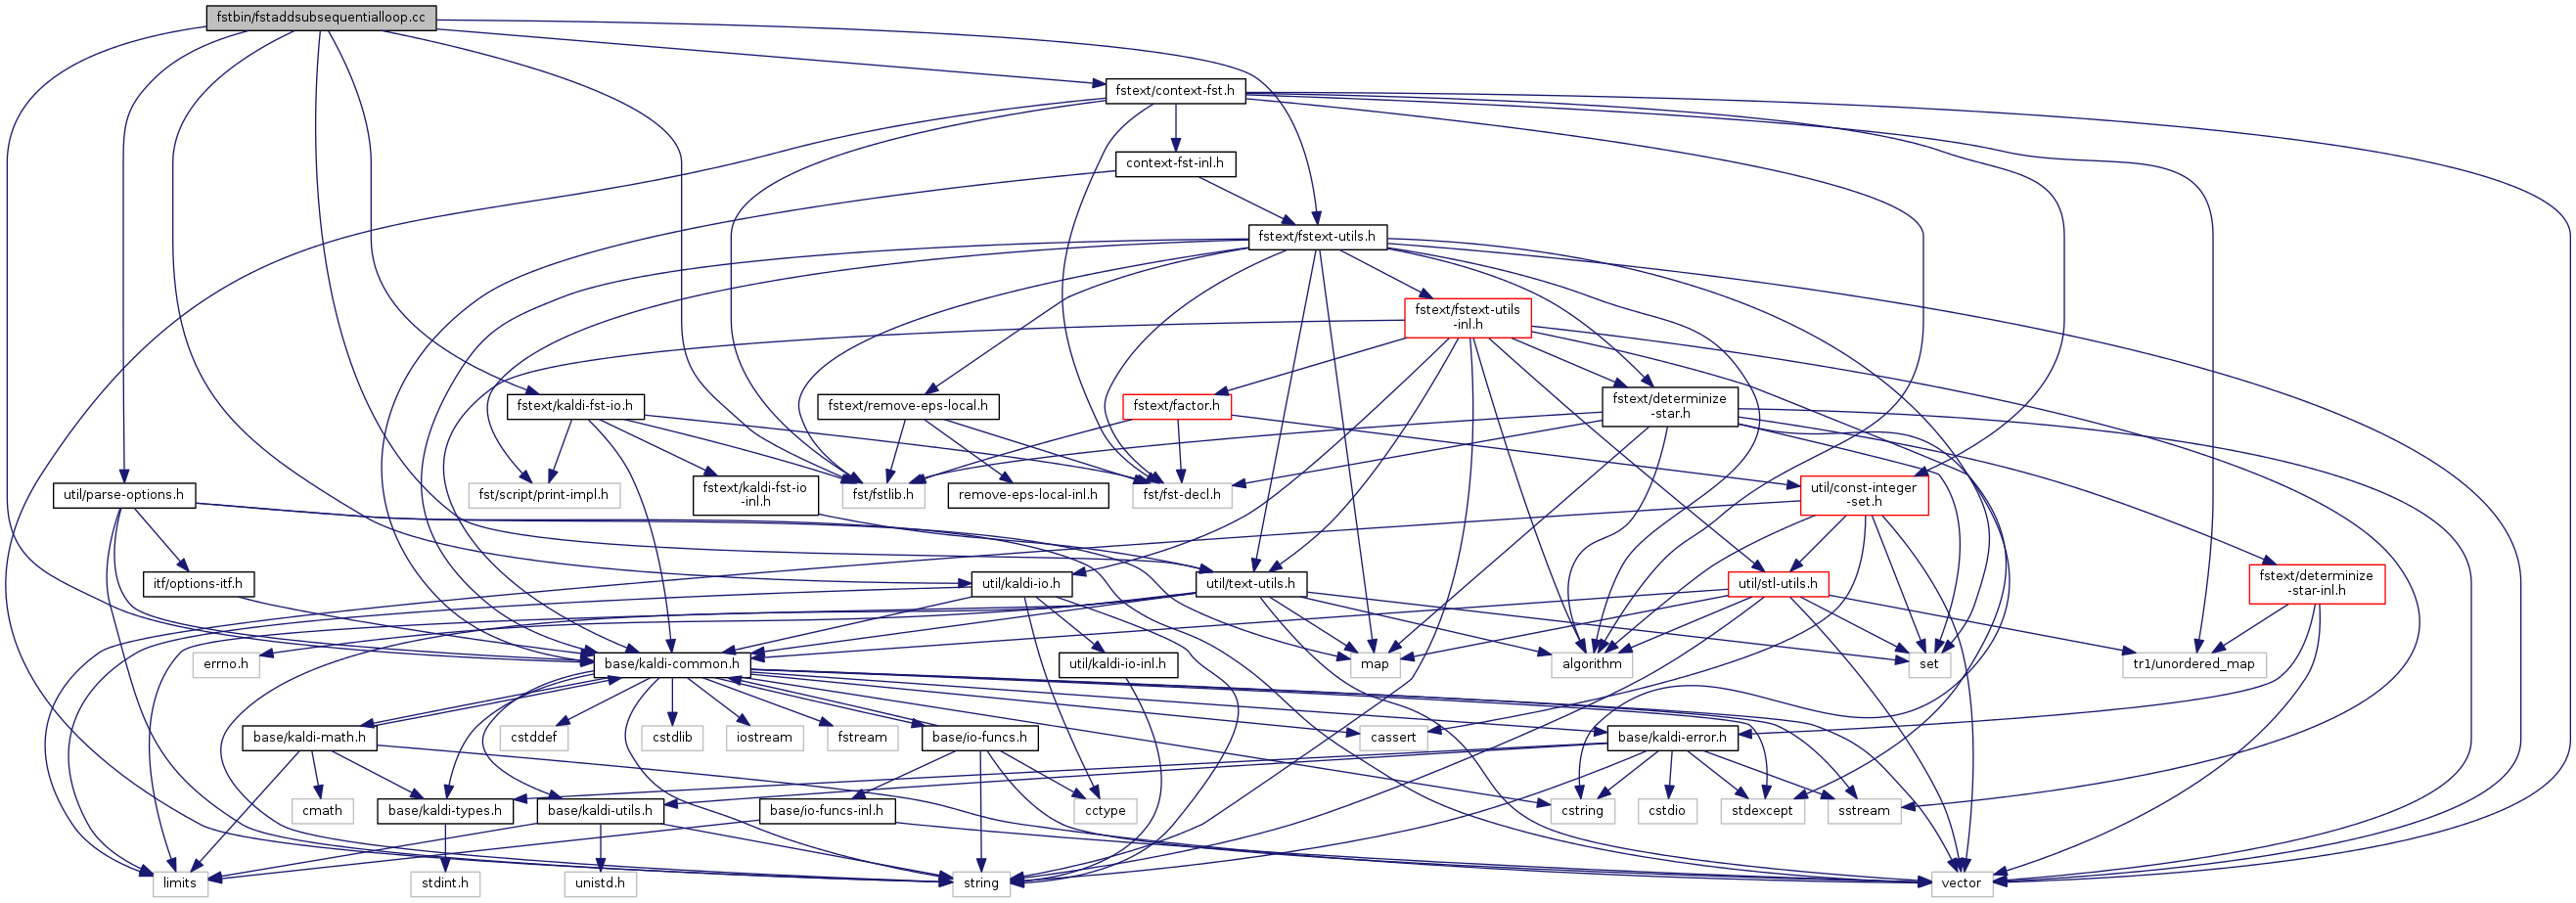 fstbin/fstaddsubsequentialloop.cc
fstext/context-fst.h
context-fst-inl.h
fstext/fstext-utils.h
fstext/fstext-utils
-inl.h
fstext/kaldi-fst-io.h
fstext/remove-eps-local.h
fstext/factor.h
fstext/determinize
-star.h
util/parse-options.h
fst/script/print-impl.h
fstext/kaldi-fst-io
-inl.h
fst/fstlib.h
remove-eps-local-inl.h
fst/fst-decl.h
util/const-integer
-set.h
itf/options-itf.h
util/kaldi-io.h
util/text-utils.h
util/stl-utils.h
fstext/determinize
-star-inl.h
errno.h
base/kaldi-common.h
util/kaldi-io-inl.h
map
algorithm
set
tr1/unordered_map
base/kaldi-math.h
cstddef
cstdlib
iostream
fstream
base/io-funcs.h
cassert
base/kaldi-error.h
cmath
base/kaldi-types.h
base/kaldi-utils.h
base/io-funcs-inl.h
cctype
cstring
cstdio
stdexcept
sstream
limits
stdint.h
unistd.h
string
vector